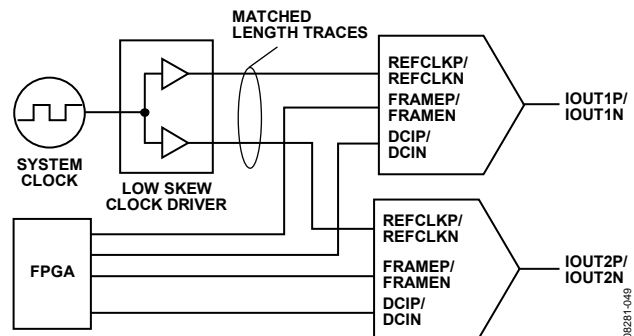 MATCHED
LENGTH TRACES
SYSTEM
CLOCK
LOW SKEW
CLOCK DRIVER
FPGA
REFCLKP/
REFCLKN
FRAMEP/
FRAMEN
DCIP/
DCIN
IOUT1P/
IOUT1N
REFCLKP/
REFCLKN
FRAMEP/
FRAMEN
DCIP/
DCIN
IOUT2P/
IOUT2N
08281-049